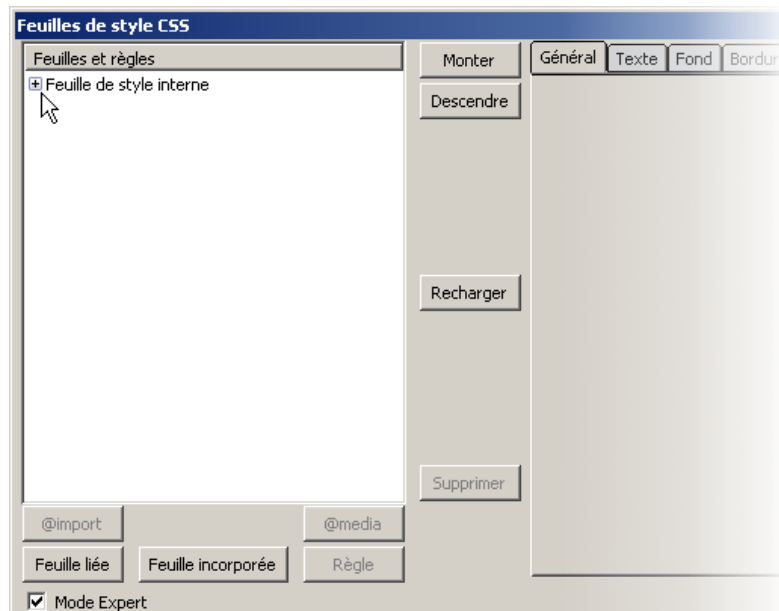 Feuilles de style CSS
Feuilles et règles
Feuille de style interne
Monter
Descendre
Recharger
Supprimer
Général Texte Fond Bordur
@import @media
Feuille liée Feuille incorporée Règle
Mode Expert